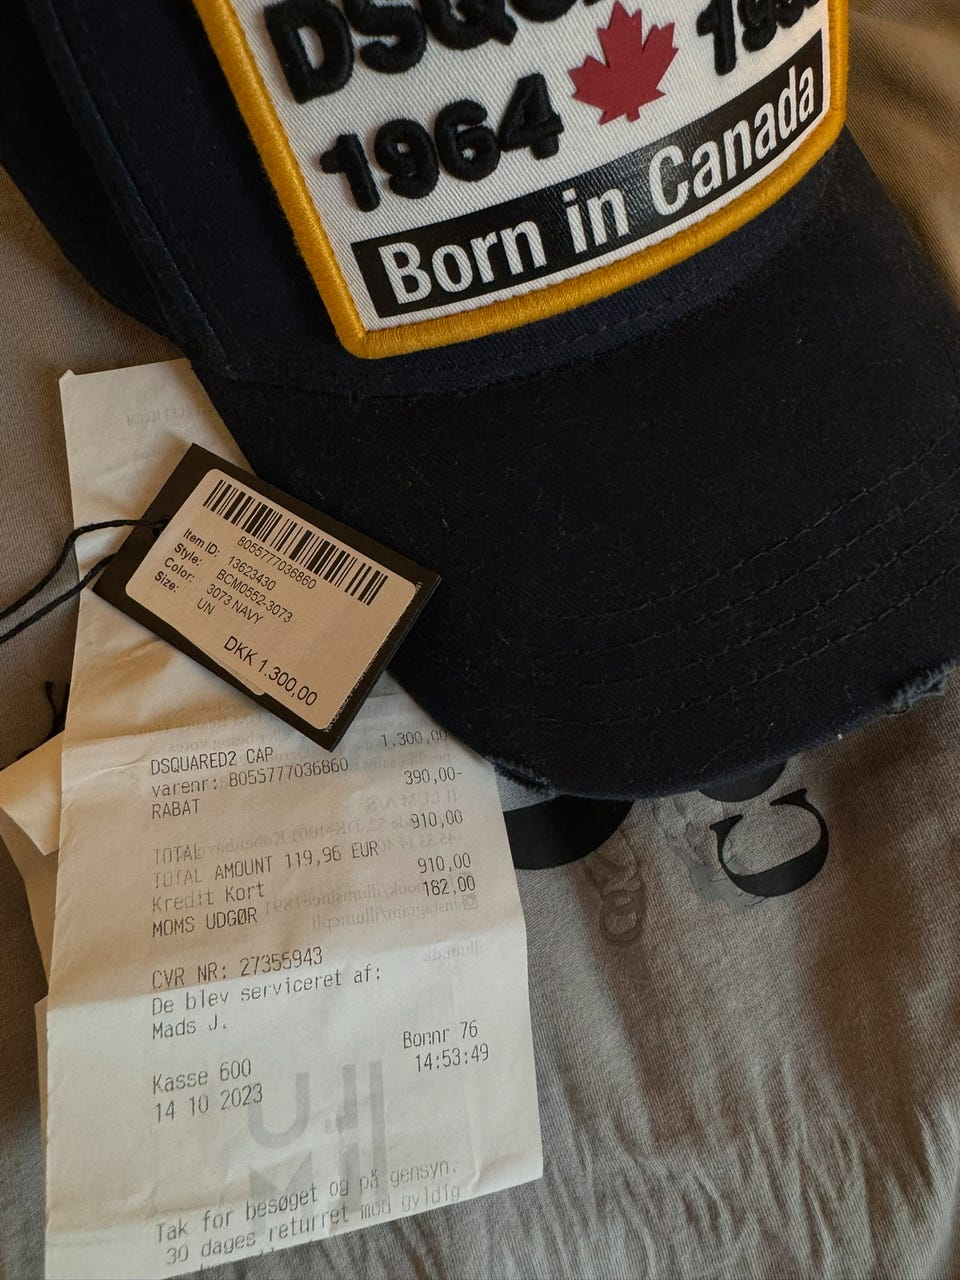 1964
Born in Canada
8055777036860
Item ID: 13623430
Style: BCM0552-3073
Color: 3073 NAVY
Size: UN
DKK 1.300,00
DSQUARED2 CAP 1.300,00
varenr: 8055777036860
RABAT 390,00-
TOTAL 910,00
TOTAL AMOUNT 119,96 EUR
Kredit Kort 910,00
MOMS UDGØR 182,00
CVR NR: 27355943
De blev serviceret af:
Mads J.
Bonnr 76
Kasse 600 14:53:49
14 10 2023
Tak for besøget og på gensyn.
30 dages returret mod gyldig